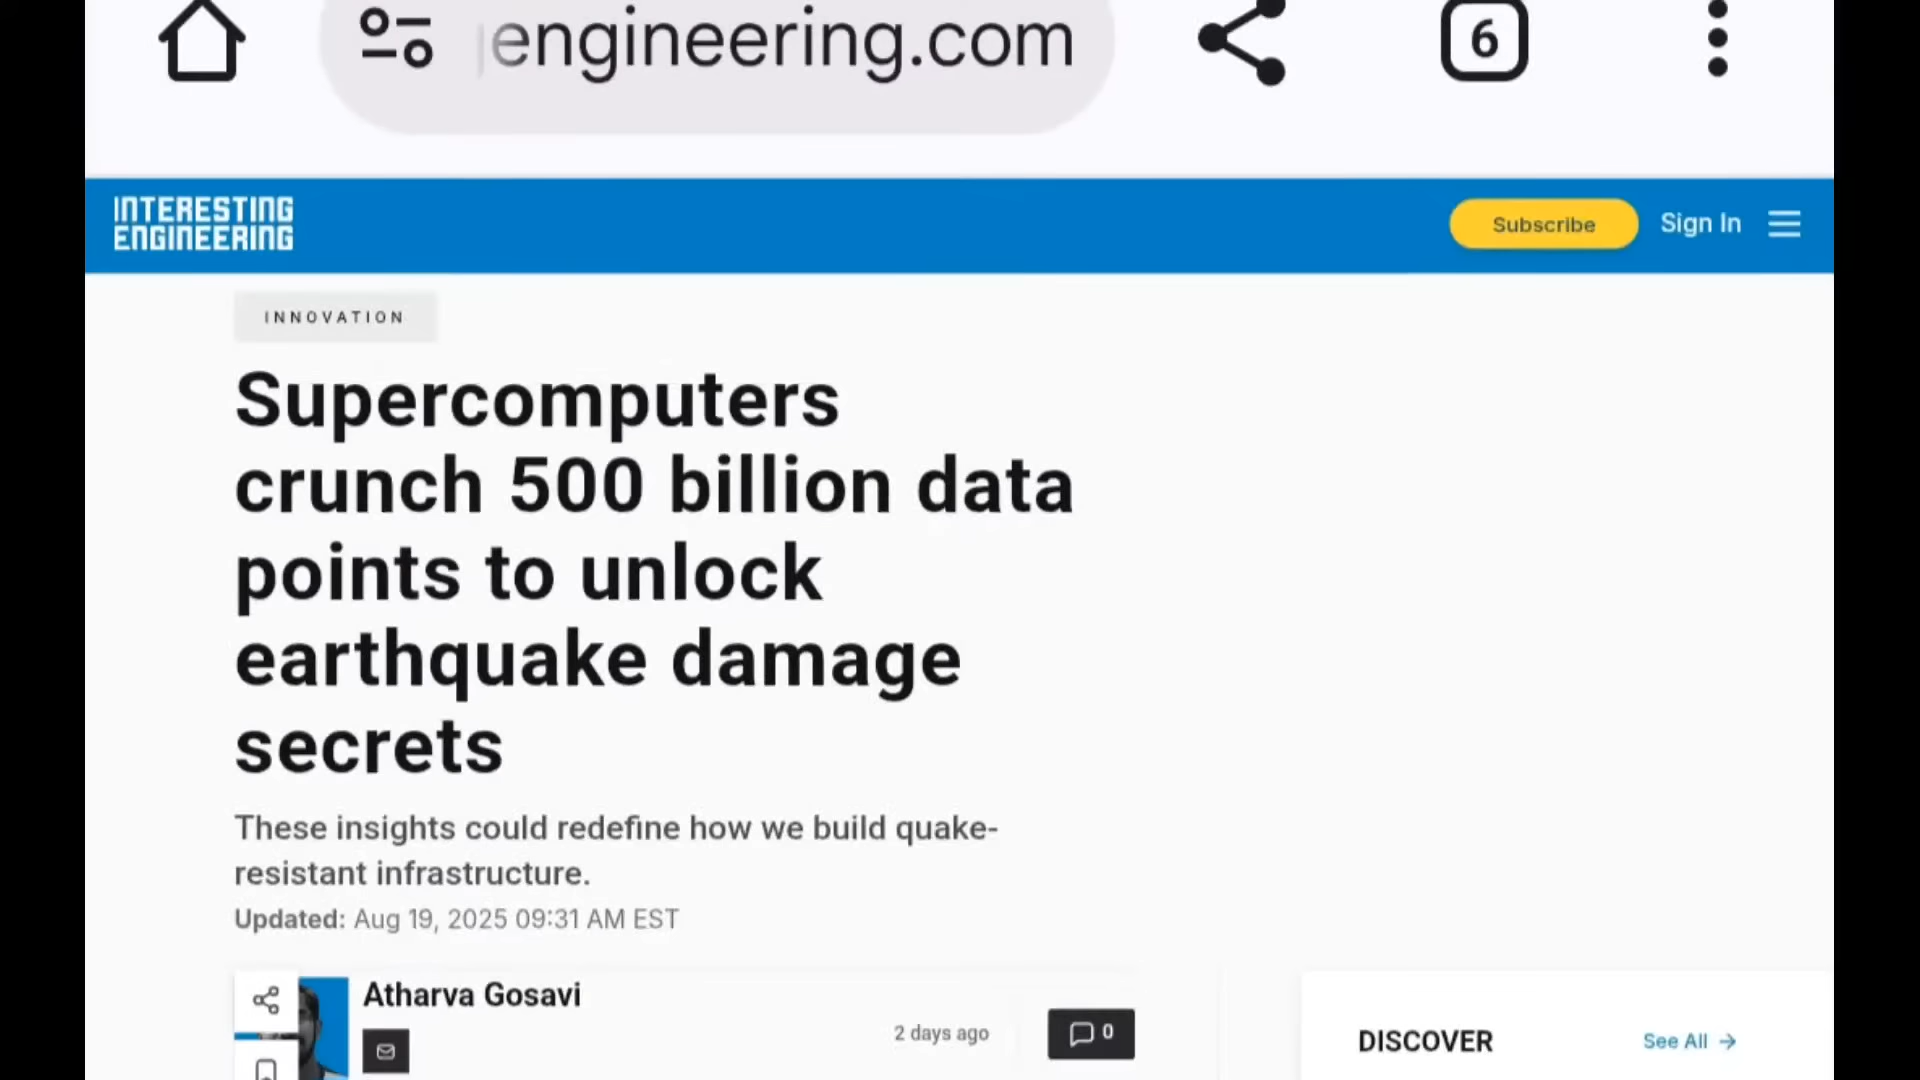 engineering.com
6
INTERESTING
ENGINEERING
Subscribe
Sign In
INNOVATION
Supercomputers
crunch 500 billion data
points to unlock
earthquake damage
secrets
These insights could redefine how we build quake-
resistant infrastructure.
Updated: Aug 19, 2025 09:31 AM EST
Atharva Gosavi
2 days ago
0
DISCOVER
See All